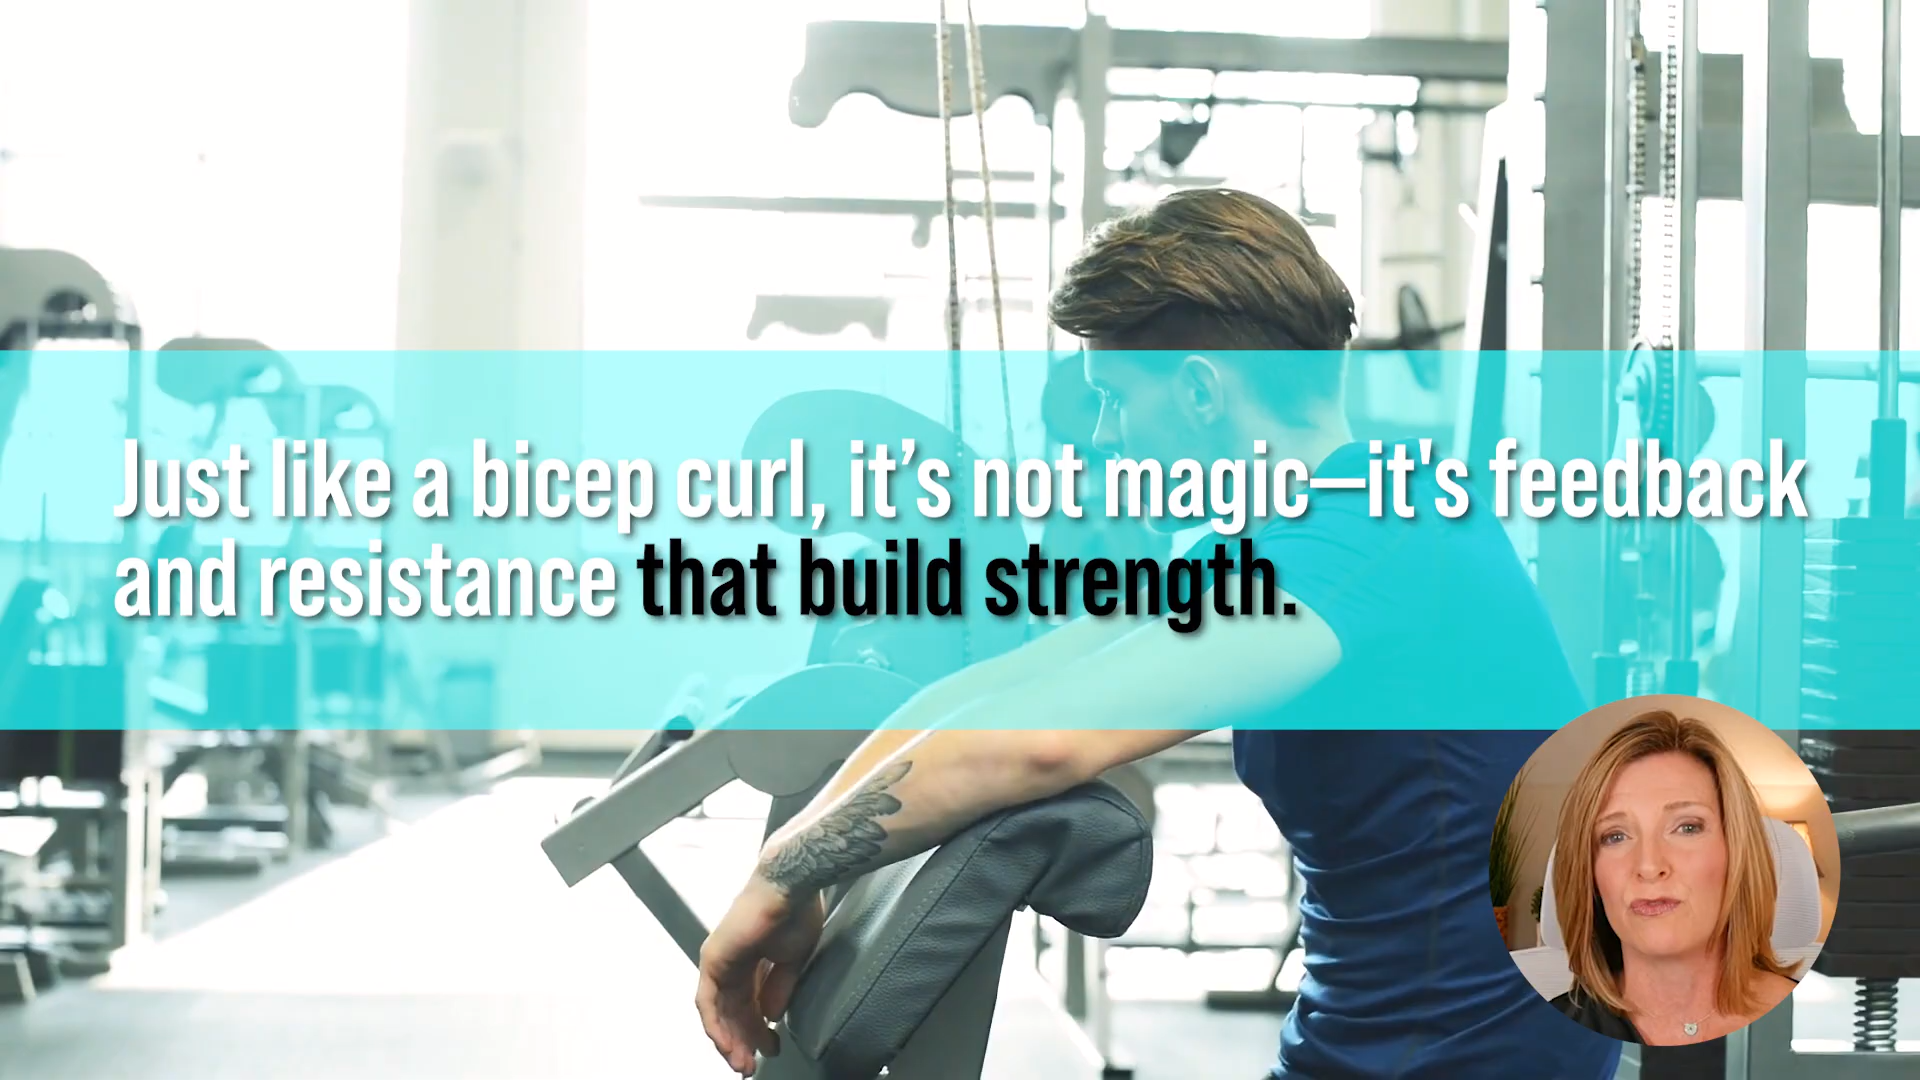 Just like a bicep curl, it’s not magic—it's feedback
and resistance that build strength.